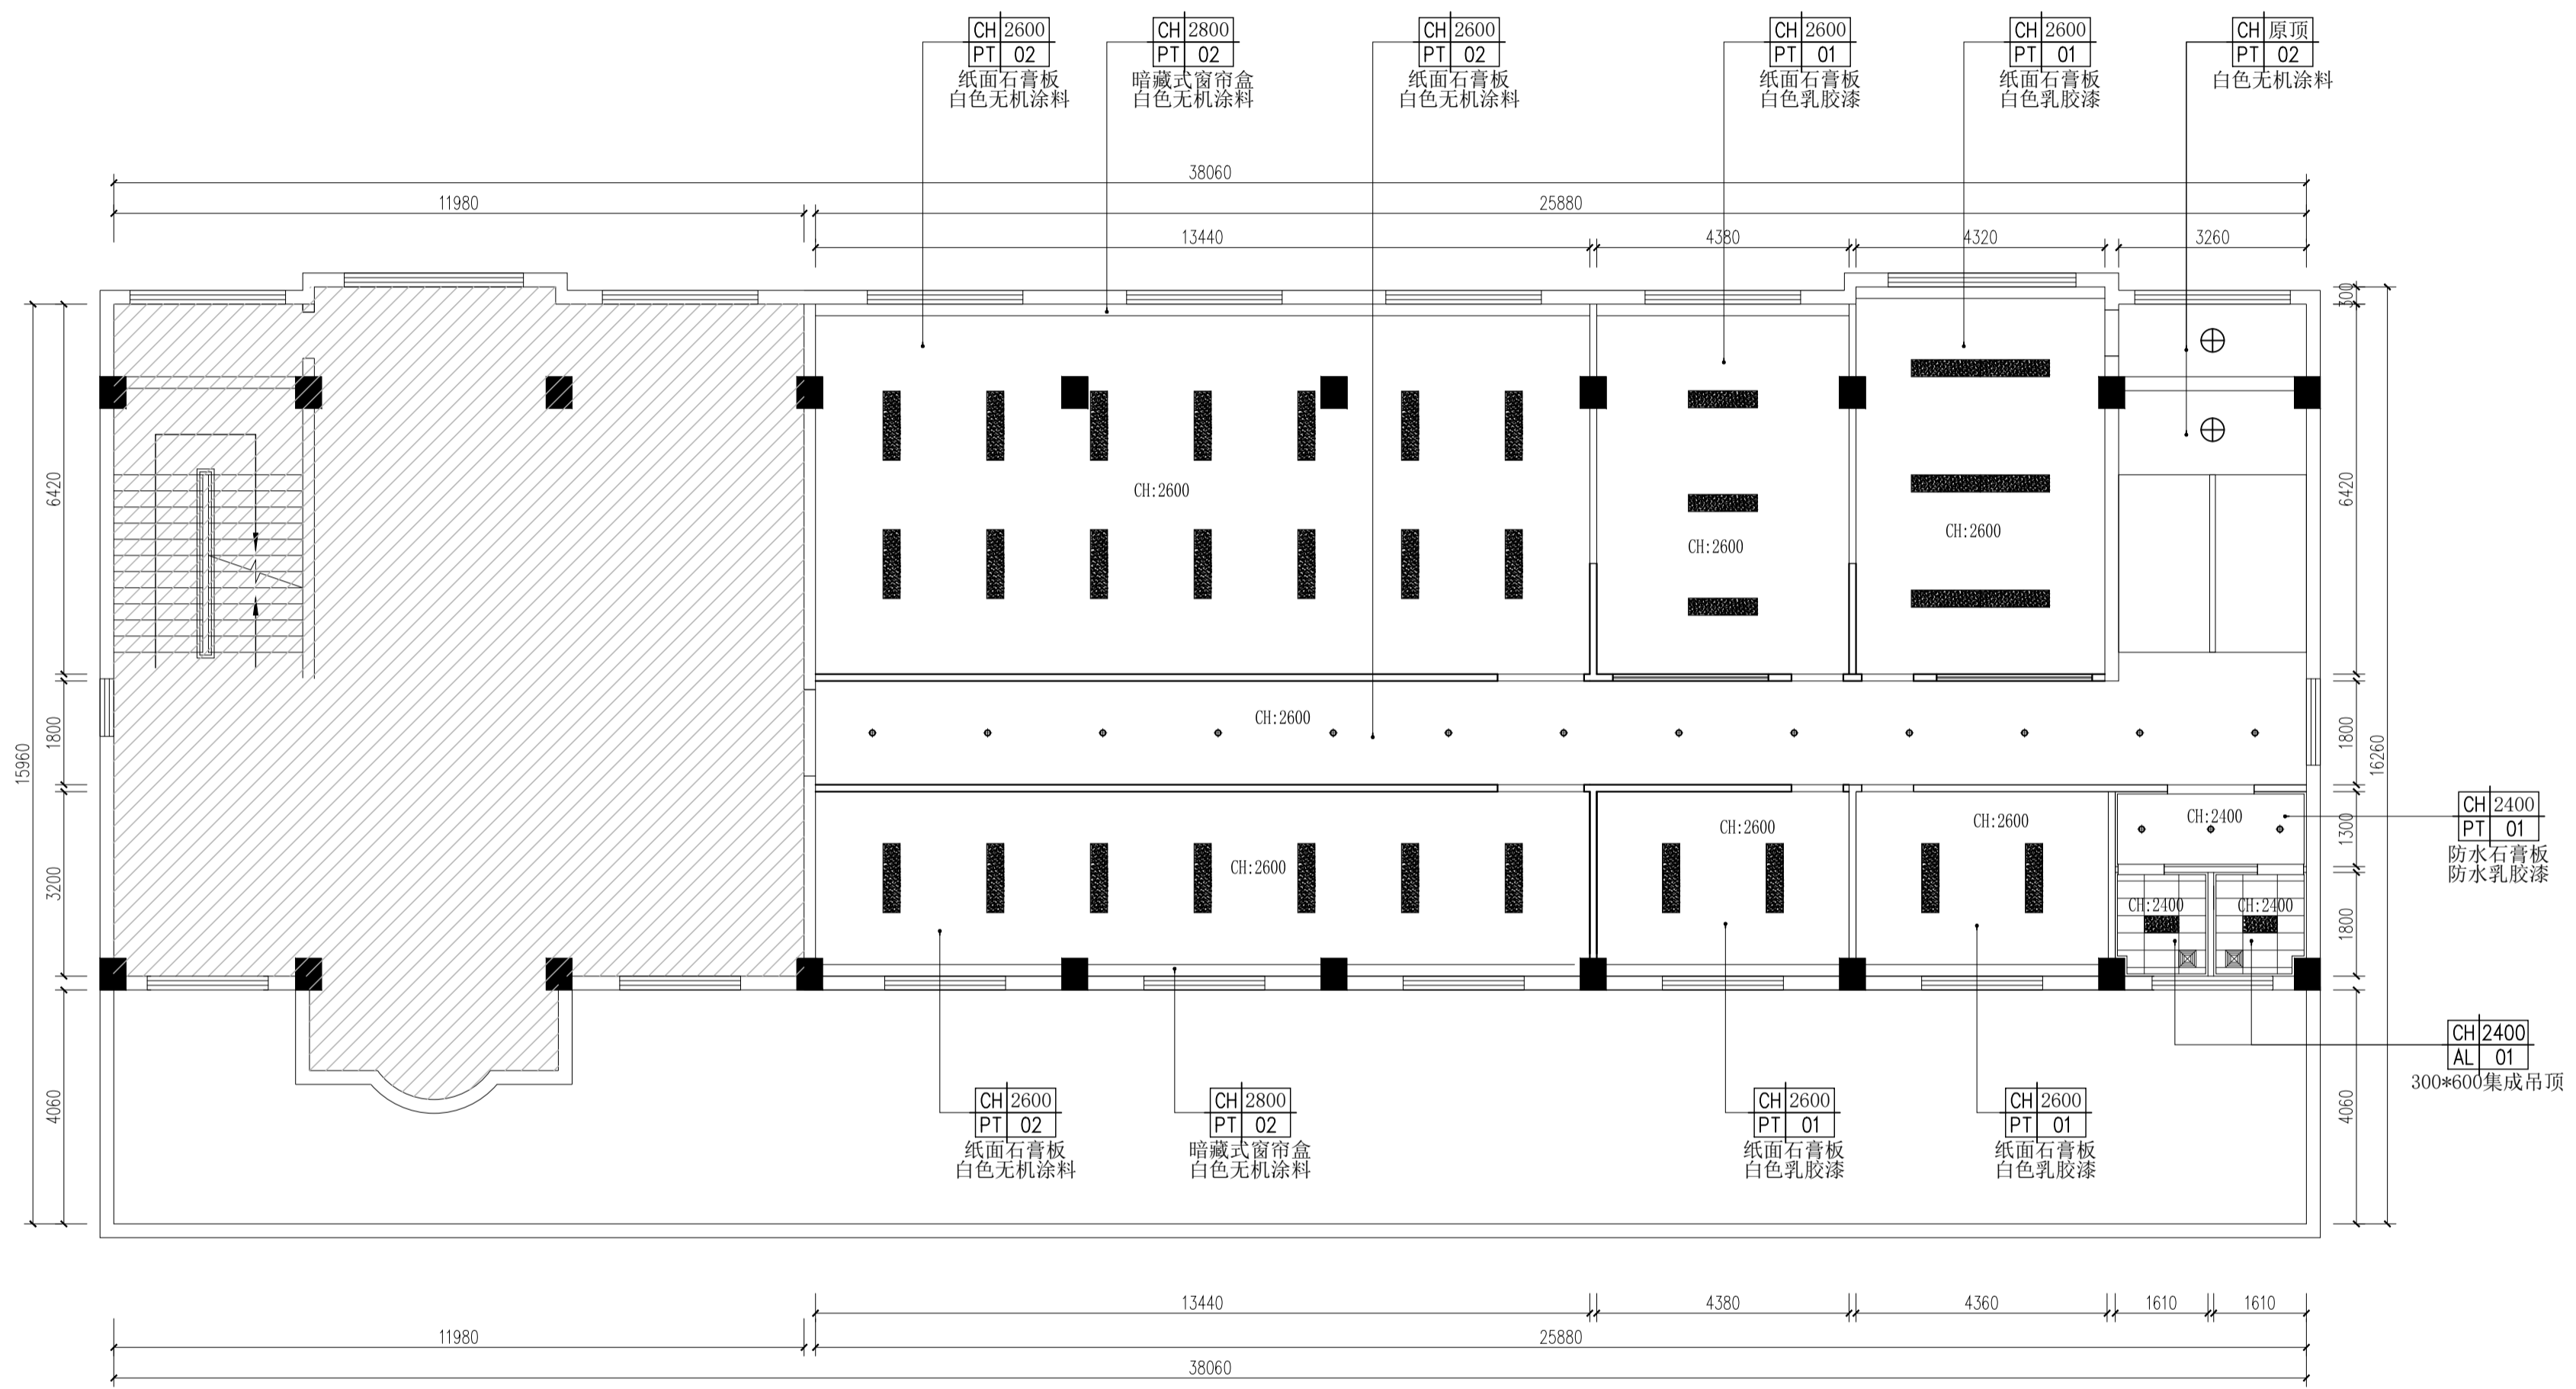 CH 2600
PT 02
纸面石膏板
白色无机涂料
CH 2800
PT 02
暗藏式窗帘盒
白色无机涂料
CH 2600
PT 02
纸面石膏板
白色无机涂料
CH 2600
PT 01
纸面石膏板
白色乳胶漆
CH 2600
PT 01
纸面石膏板
白色乳胶漆
CH 原顶
PT 02
白色无机涂料
38060
11980
25880
13440
4380
4320
3260
300
6420
6420
CH:2600
CH:2600
CH:2600
15960
1800
CH:2600
1800
16260
3200
CH:2600
CH:2600
CH:2600
CH:2400
1300
CH 2400
PT 01
防水石膏板
防水乳胶漆
CH:2400
CH:2400
1800
CH 2400
AL 01
300*600集成吊顶
4060
4060
CH 2600
PT 02
纸面石膏板
白色无机涂料
CH 2800
PT 02
暗藏式窗帘盒
白色无机涂料
CH 2600
PT 01
纸面石膏板
白色乳胶漆
CH 2600
PT 01
纸面石膏板
白色乳胶漆
13440
4380
4360
1610
1610
11980
25880
38060